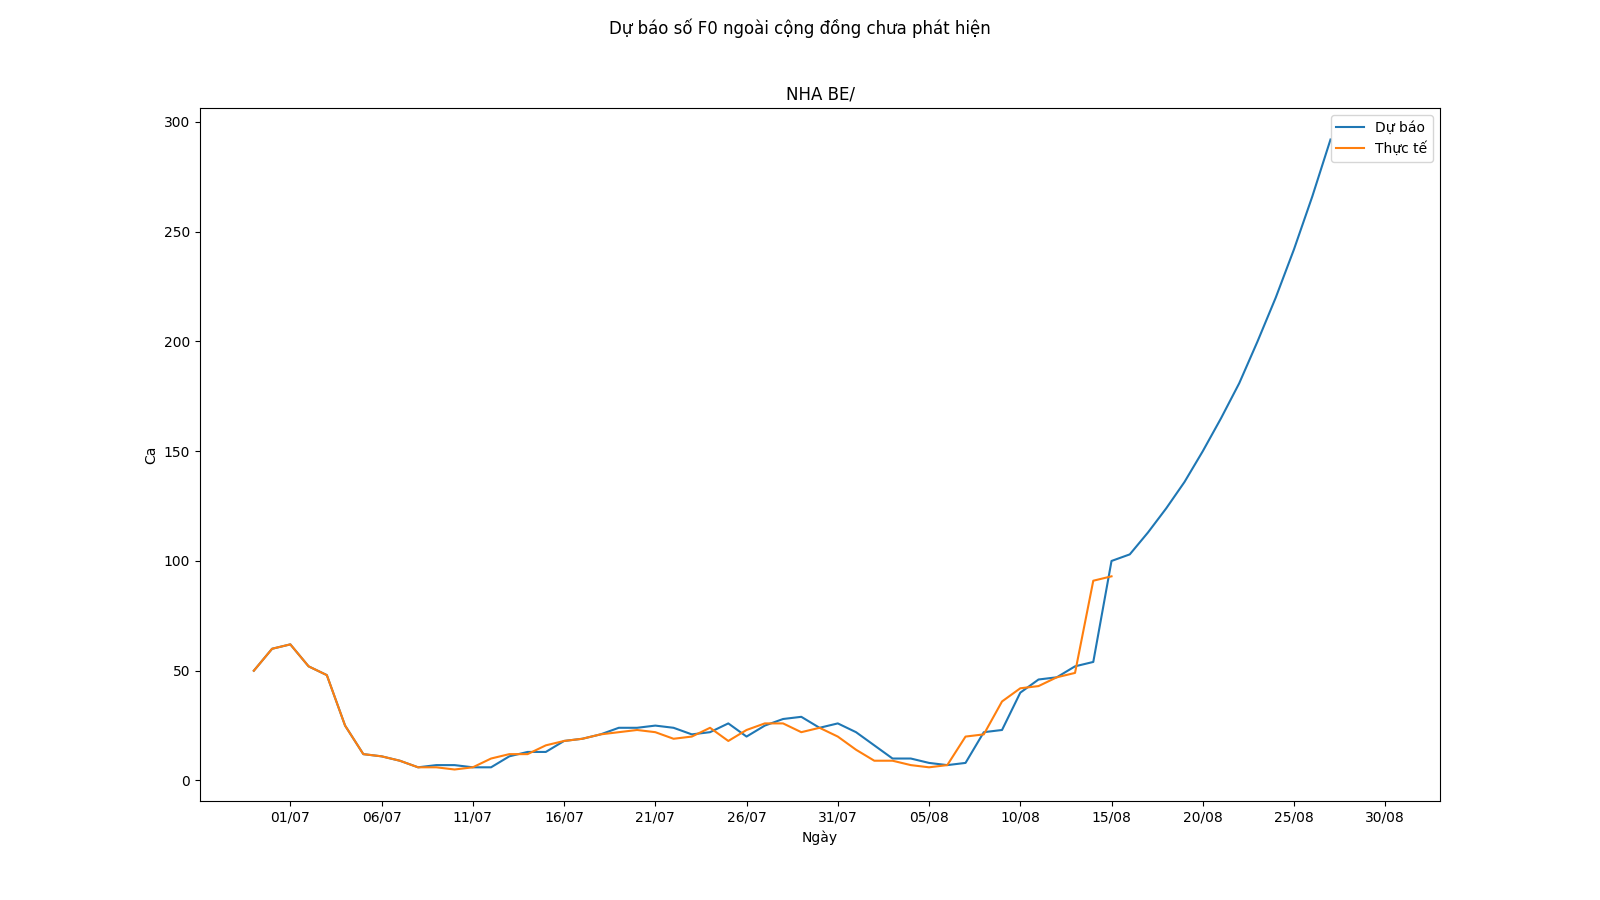 Dự báo số F0 ngoài cộng đồng chưa phát hiện
NHA BE/
Dự báo
Thực tế
300
250
200
150
100
50
0
Ca
01/07 06/07 11/07 16/07 21/07 26/07 31/07 05/08 10/08 15/08 20/08 25/08 30/08
Ngày